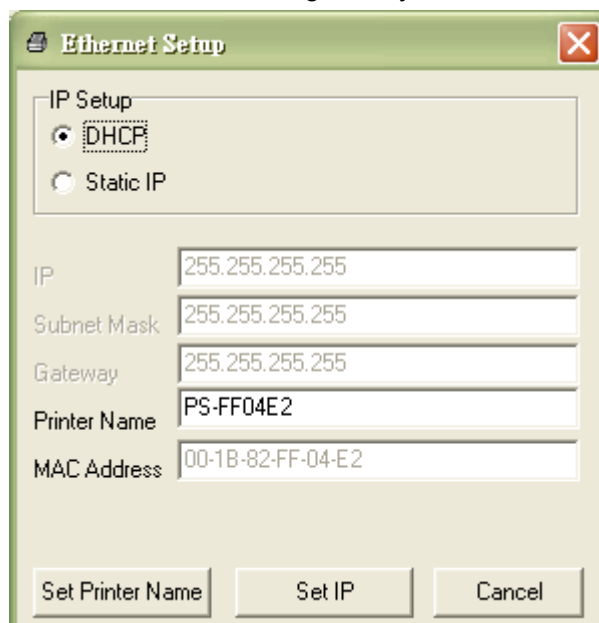 Ethernet Setup
IP Setup
DHCP
Static IP
IP 255.255.255.255
Subnet Mask 255.255.255.255
Gateway 255.255.255.255
Printer Name PS-FF04E2
MAC Address 00-1B-82-FF-04-E2
Set Printer Name Set IP Cancel